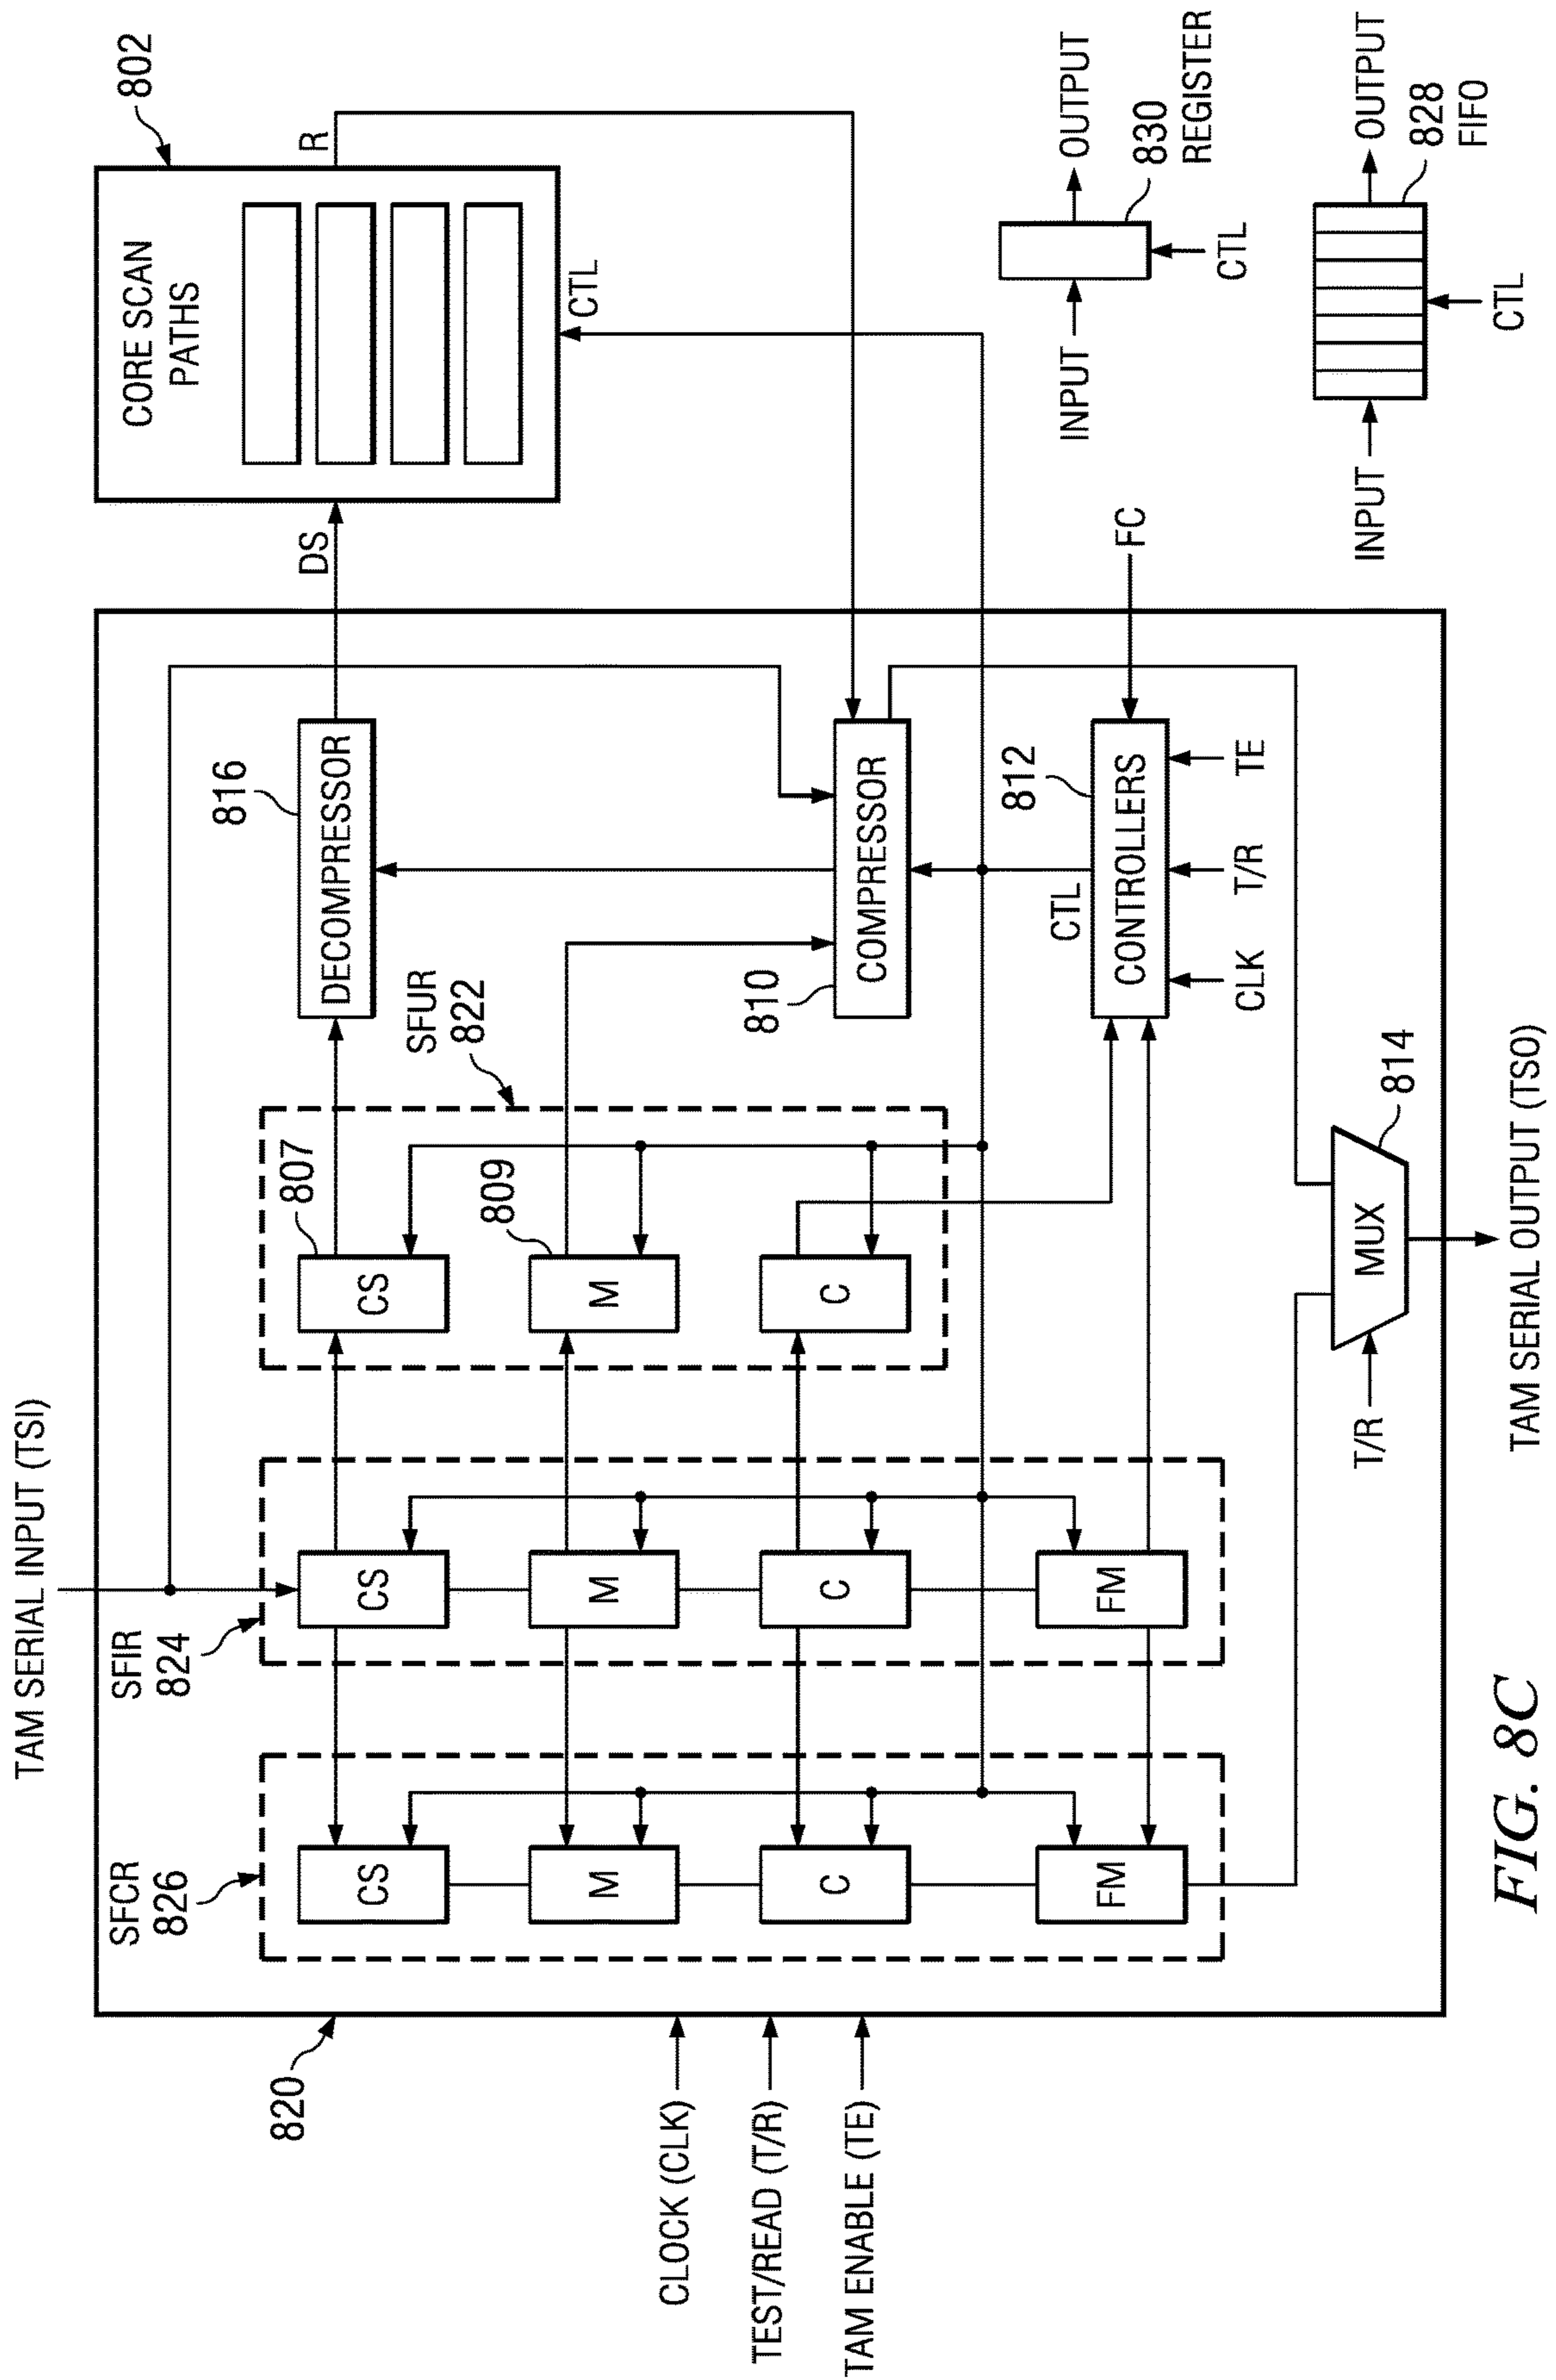 TAM SERIAL INPUT (TSI)
802
CORE SCAN
PATHS
R
DS
CTL
816
DECOMPRESSOR
807
CS
SFUR
822
809
M
C
SFIR
824
CS
M
C
FM
SFCR
826
CS
M
C
FM
820
810
COMPRESSOR
CTL
812
CONTROLLERS
FC
CLK
T/R
TE
T/R
MUX
814
TAM SERIAL OUTPUT (TSO)
CLOCK (CLK)
TEST/READ (T/R)
TAM ENABLE (TE)
INPUT
OUTPUT
CTL
830
REGISTER
INPUT
OUTPUT
CTL
828
FIFO
FIG. 8C